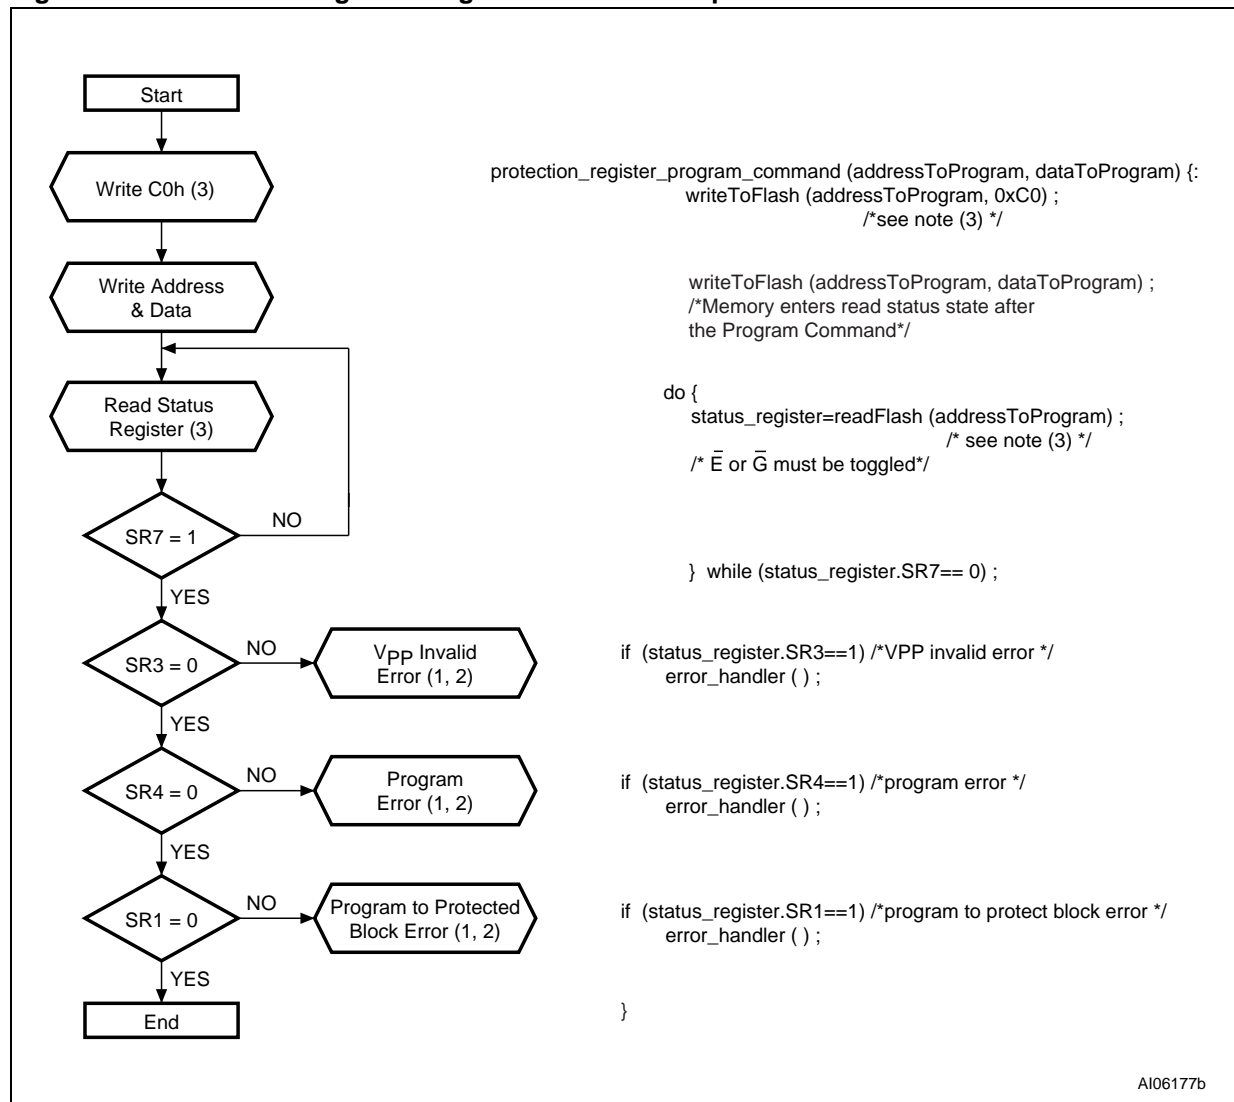 Start
Write C0h (3)
Write Address
& Data
Read Status
Register (3)
SR7 = 1
NO
YES
SR3 = 0
NO
VPP Invalid
Error (1, 2)
YES
SR4 = 0
NO
Program
Error (1, 2)
YES
SR1 = 0
NO
Program to Protected
Block Error (1, 2)
YES
End
protection_register_program_command (addressToProgram, dataToProgram) {:
writeToFlash (addressToProgram, 0xC0) ;
/*see note (3) */
writeToFlash (addressToProgram, dataToProgram) ;
/*Memory enters read status state after
the Program Command*/
do {
status_register=readFlash (addressToProgram) ;
/* see note (3) */
/* E̅ or G̅ must be toggled*/
} while (status_register.SR7== 0) ;
if (status_register.SR3==1) /*VPP invalid error */
error_handler ( ) ;
if (status_register.SR4==1) /*program error */
error_handler ( ) ;
if (status_register.SR1==1) /*program to protect block error */
error_handler ( ) ;
}
AI06177b